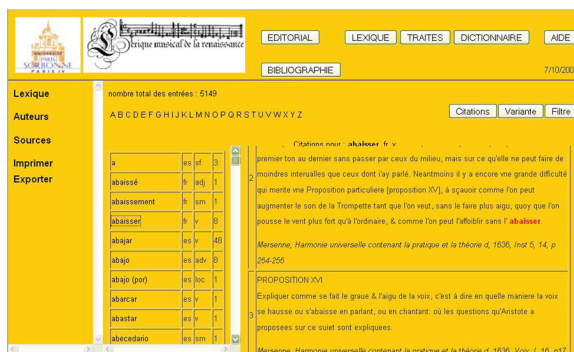 EDITORIAL
LEXIQUE
TRAITES
DICTIONNAIRE
AIDE
SORBONNE
PARIS IV
Lexique musical de la renaissance
BIBLIOGRAPHIE
7/10/200
Lexique
Auteurs
Sources
Imprimer
Exporter
nombre total des entrées : 5149
A B C D E F G H I J K L M N O P Q R S T U V W X Y Z
Citations
Variante
Filtre
Citations pour : abaisser fr v
a es sf 3
abaissé fr adj 1
abaissement fr sm 1
abaisser fr v 8
abajar es v 48
abajo es adv 8
abajo (por) es loc 1
abarcar es v 1
abastar es v 1
abecedario es sm 1
2
premier ton au dernier sans passer par ceux du milieu, mais sur ce qu'elle ne peut faire de
moindres interualles que ceux dont i'ay parlé. Neantmoins il y a encore vne grande difficulté
qui merite vne Proposition particuliere [proposition XV], à sçauoir comme l'on peut
augmenter le son de la Trompette tant que l'on veut, sans le faire plus aigu, quoy que l'on
pousse le vent plus fort qu'à l'ordinaire, & comme l'on peut l'affoiblir sans l' abaisser.
Mersenne, Harmonie universelle contenant la pratique et la théorie d, 1636, Inst 5, 14, p
254-255
3
PROPOSITION XVI
Expliquer comme se fait le graue & l'aigu de la voix, c'est à dire en quelle maniere la voix
se hausse ou s'abaisse en parlant, ou en chantant: où les questions qu'Aristote a
proposees sur ce suiet sont expliquees.
Mersenne, Harmonie universelle contenant la pratique et la théorie d, 1636, Voix, I, 16, p17